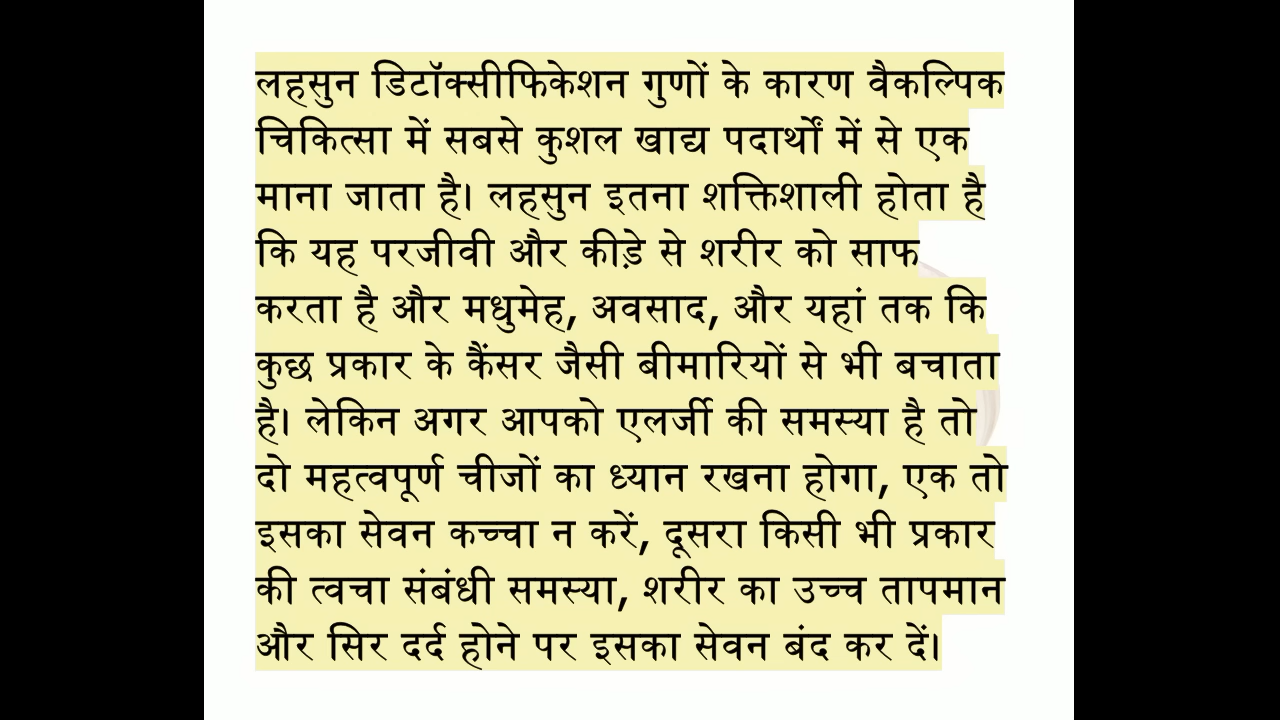 लहसुन डिटॉक्सीफिकेशन गुणों के कारण वैकल्पिक
चिकित्सा में सबसे कुशल खाद्य पदार्थों में से एक
माना जाता है। लहसुन इतना शक्तिशाली होता है
कि यह परजीवी और कीड़े से शरीर को साफ
करता है और मधुमेह, अवसाद, और यहां तक कि
कुछ प्रकार के कैंसर जैसी बीमारियों से भी बचाता
है। लेकिन अगर आपको एलर्जी की समस्या है तो
दो महत्वपूर्ण चीजों का ध्यान रखना होगा, एक तो
इसका सेवन कच्चा न करें, दूसरा किसी भी प्रकार
की त्वचा संबंधी समस्या, शरीर का उच्च तापमान
और सिर दर्द होने पर इसका सेवन बंद कर दें।